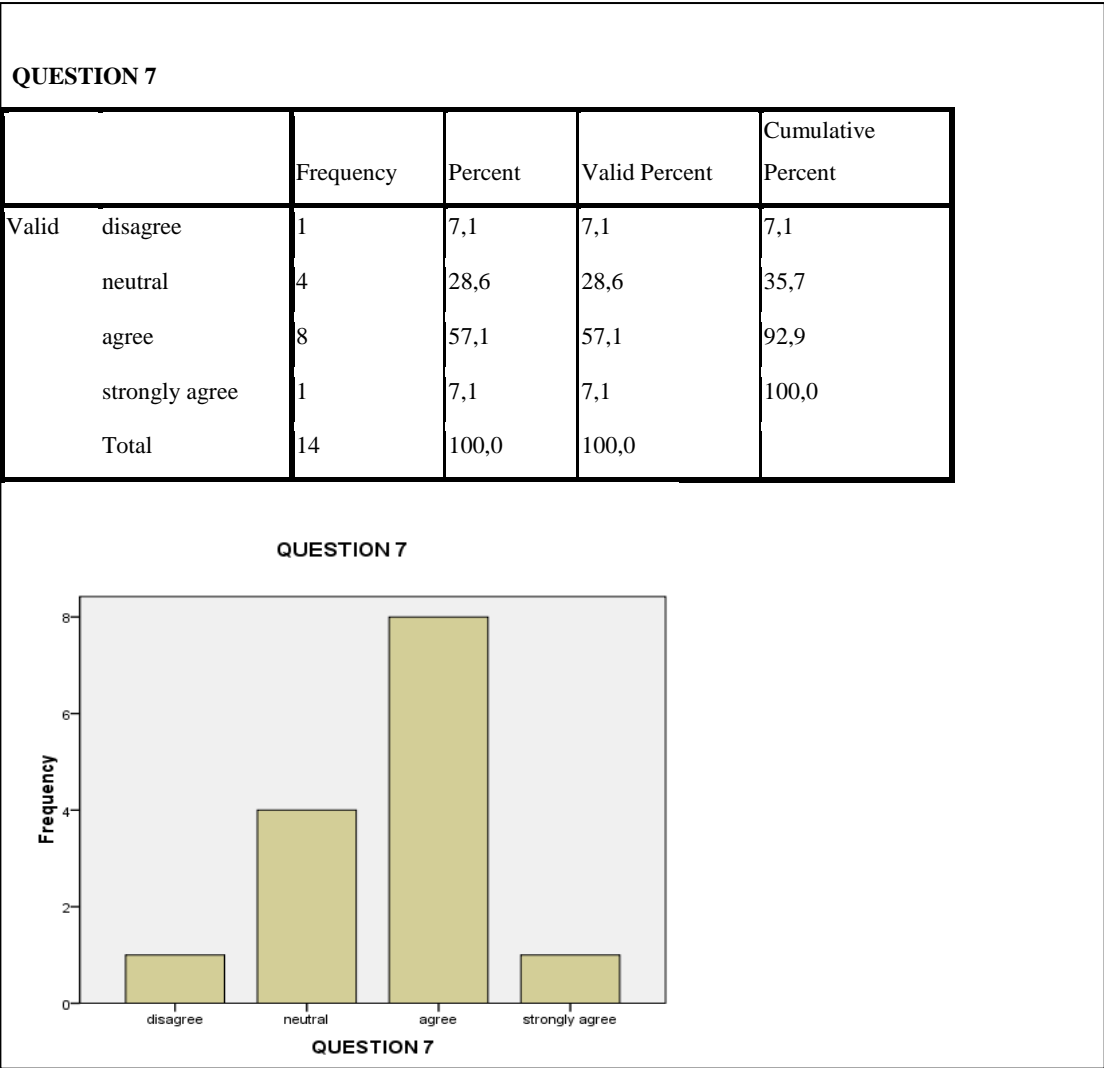 QUESTION 7
Cumulative
Frequency Percent Valid Percent Percent
Valid disagree 1 7,1 7,1 7,1
neutral 4 28,6 28,6 35,7
agree 8 57,1 57,1 92,9
strongly agree 1 7,1 7,1 100,0
Total 14 100,0 100,0
QUESTION 7
8
6
4
2
0
Frequency
disagree neutral agree strongly agree
QUESTION 7